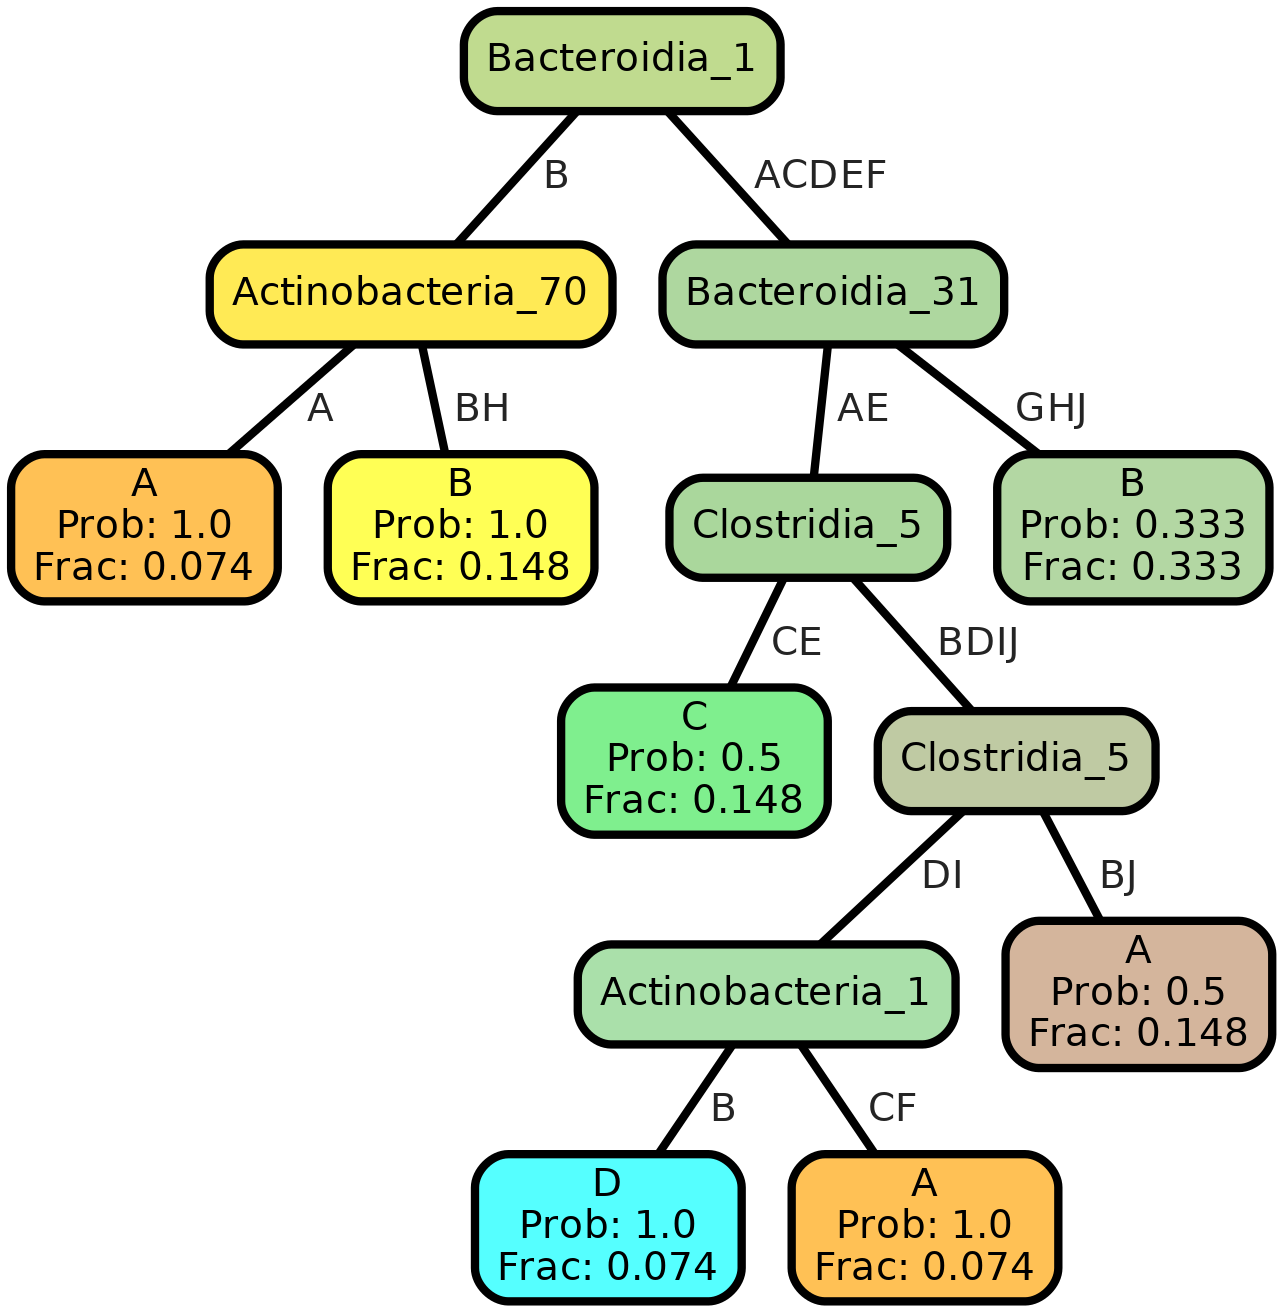 Bacteroidia_1
B
ACDEF
Actinobacteria_70
Bacteroidia_31
A
BH
AE
GHJ
A
Prob: 1.0
Frac: 0.074
B
Prob: 1.0
Frac: 0.148
Clostridia_5
B
Prob: 0.333
Frac: 0.333
CE
BDIJ
C
Prob: 0.5
Frac: 0.148
Clostridia_5
DI
BJ
Actinobacteria_1
A
Prob: 0.5
Frac: 0.148
B
CF
D
Prob: 1.0
Frac: 0.074
A
Prob: 1.0
Frac: 0.074